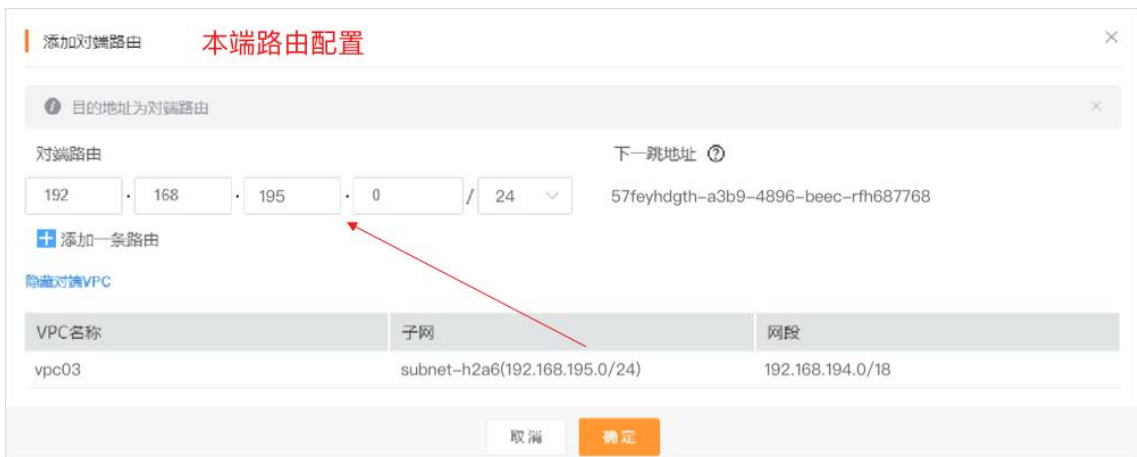 添加对端路由 本端路由配置
目的地址为对端路由
对端路由 下一跳地址
192 . 168 . 195 . 0 / 24 57feyhdgth-a3b9-4896-beec-rfh687768
添加一条路由
隐藏对端VPC
VPC名称 子网 网段
vpc03 subnet-h2a6(192.168.195.0/24) 192.168.194.0/18
取消 确定